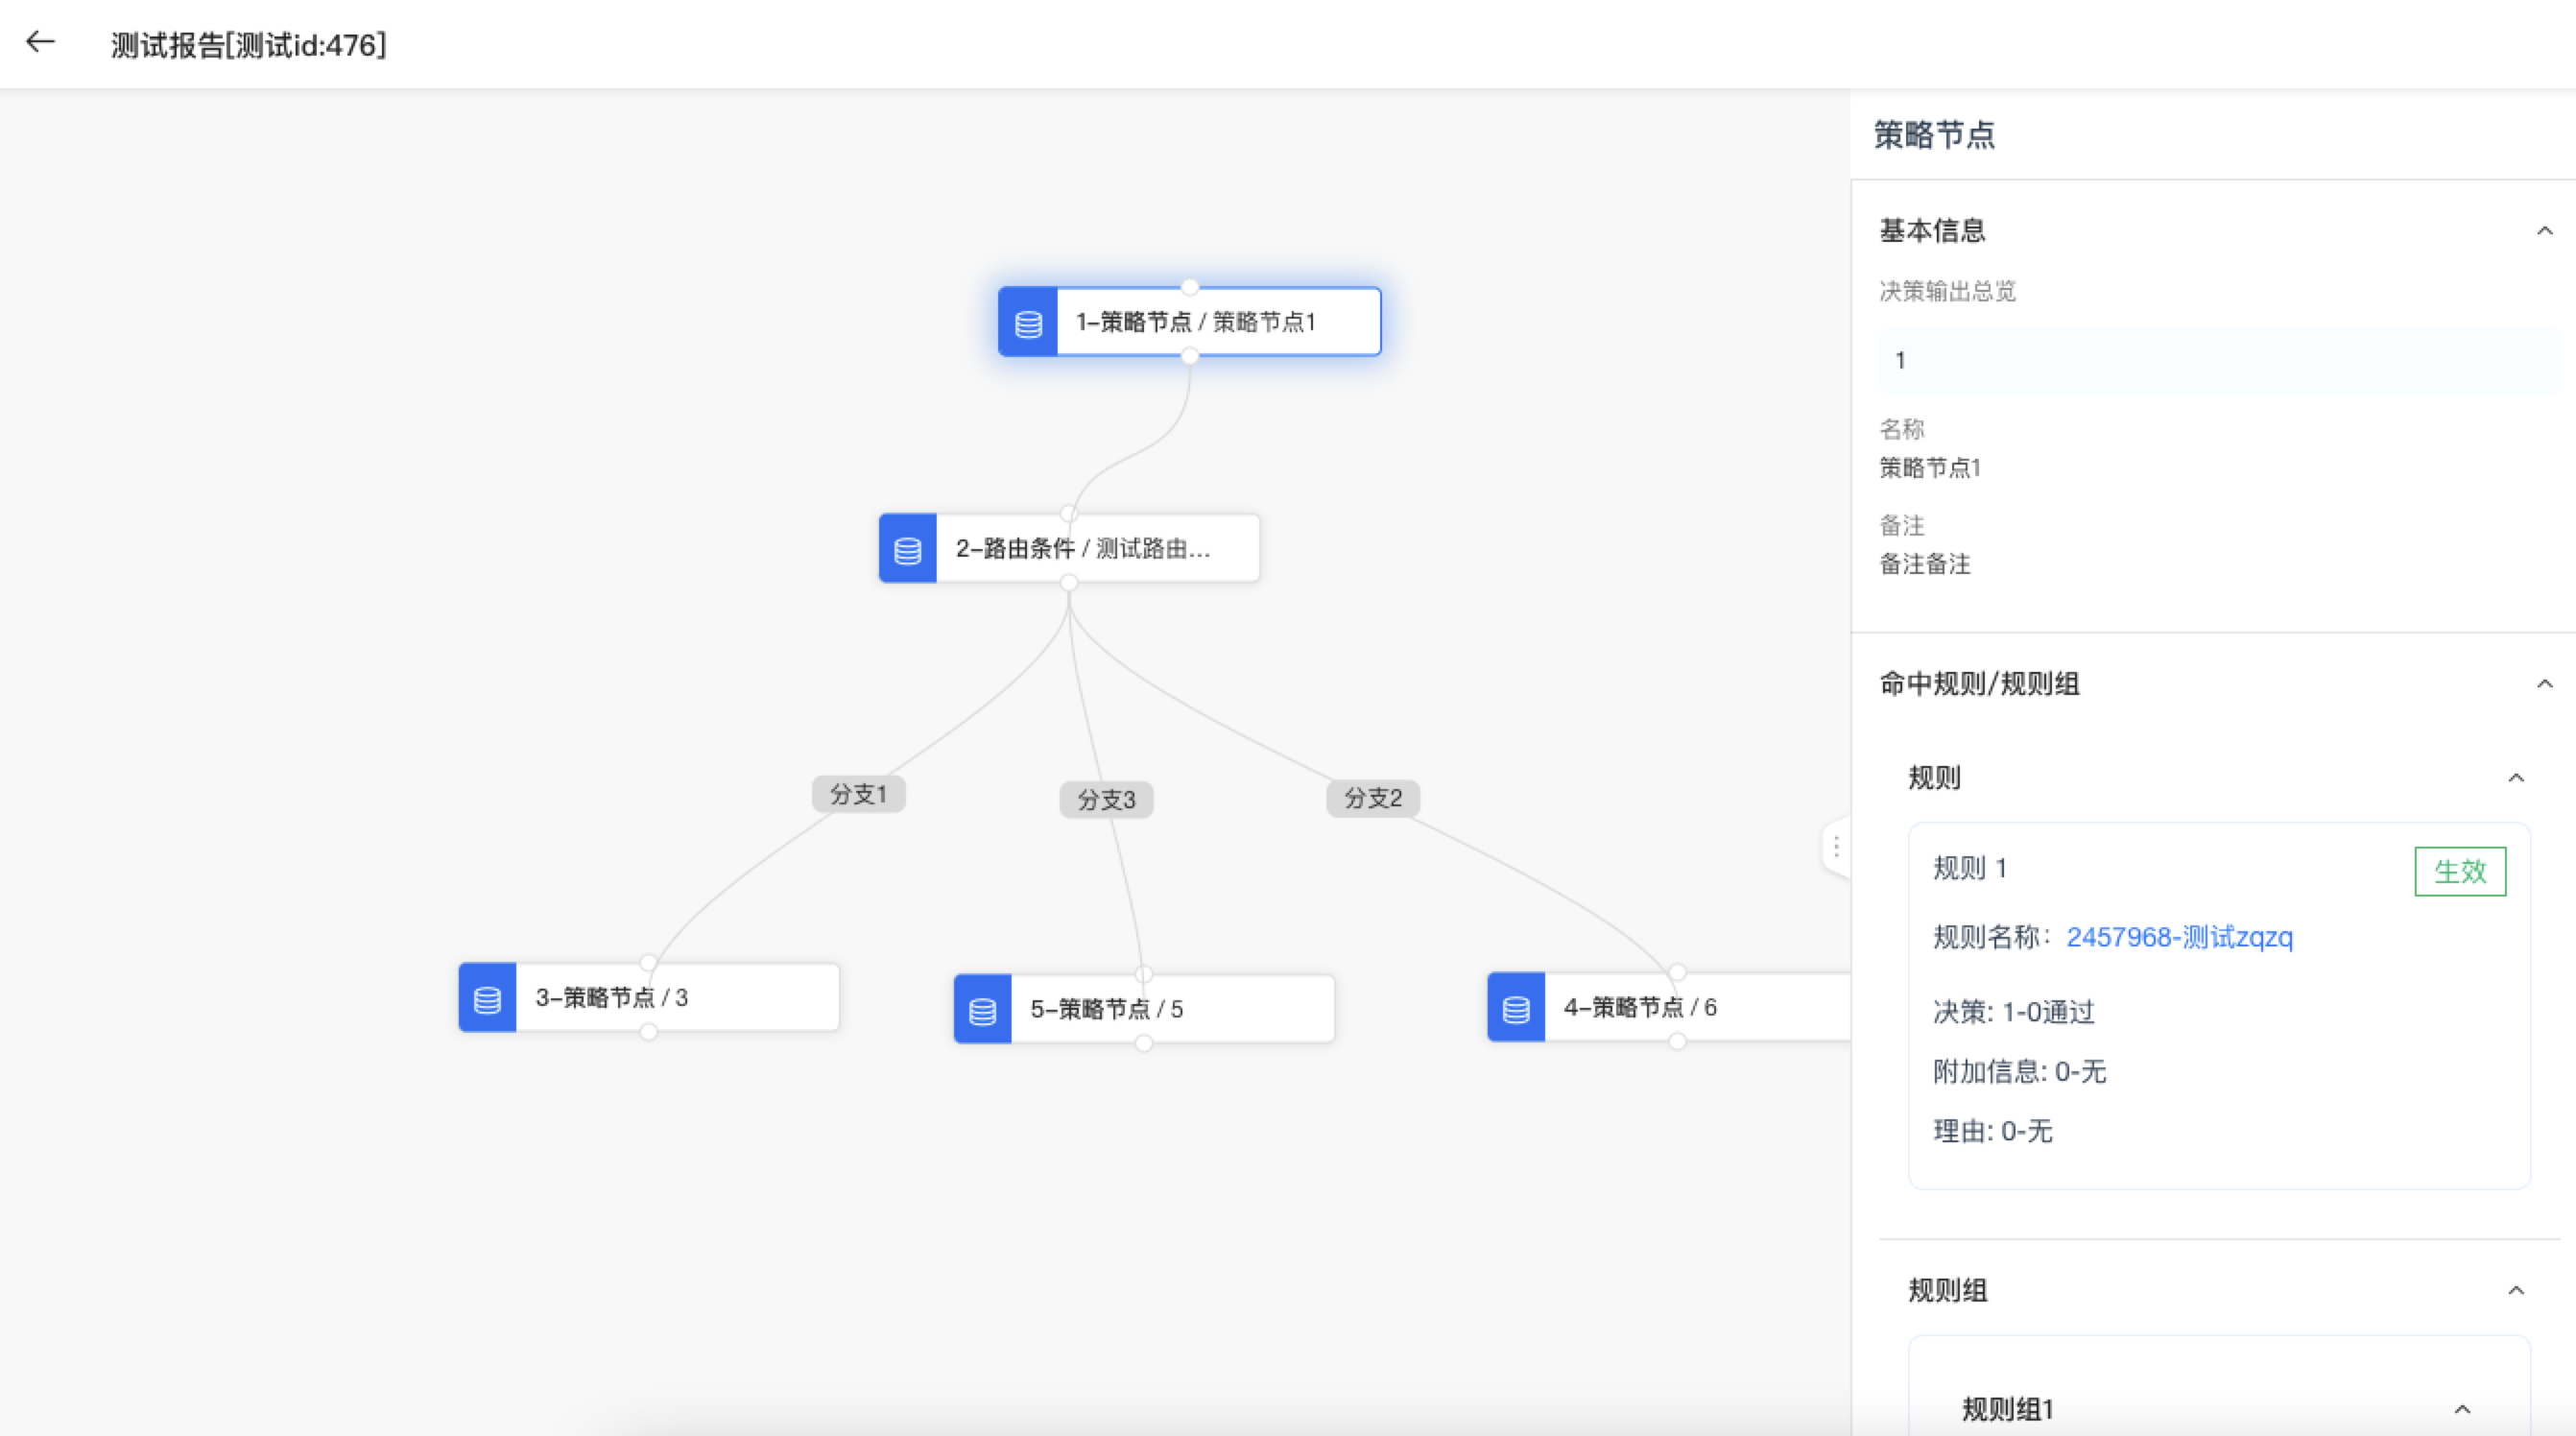 测试报告[测试id:476]
1-策略节点 / 策略节点1
2-路由条件 / 测试路由...
分支1
分支3
分支2
3-策略节点 / 3
5-策略节点 / 5
4-策略节点 / 6
策略节点
基本信息
决策输出总览
1
名称
策略节点1
备注
备注备注
命中规则/规则组
规则
规则 1
生效
规则名称：2457968-测试zqzq
决策: 1-0通过
附加信息: 0-无
理由: 0-无
规则组
规则组1